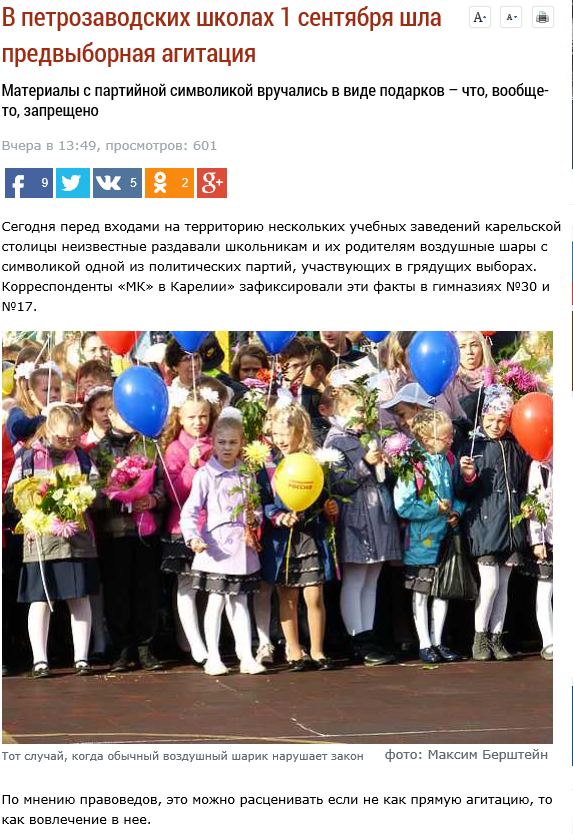 В петрозаводских школах 1 сентября шла
предвыборная агитация
A
A
Материалы с партийной символикой вручались в виде подарков – что, вообще-
то, запрещено
Вчера в 13:49, просмотров: 601
9
5
2
g+
Сегодня перед входами на территорию нескольких учебных заведений карельской
столицы неизвестные раздавали школьникам и их родителям воздушные шары с
символикой одной из политических партий, участвующих в грядущих выборах.
Корреспонденты «МК» в Карелии» зафиксировали эти факты в гимназиях №30 и
№17.
РОССИЯ
Тот случай, когда обычный воздушный шарик нарушает закон
фото: Максим Берштейн
По мнению правоведов, это можно расценивать если не как прямую агитацию, то
как вовлечение в нее.